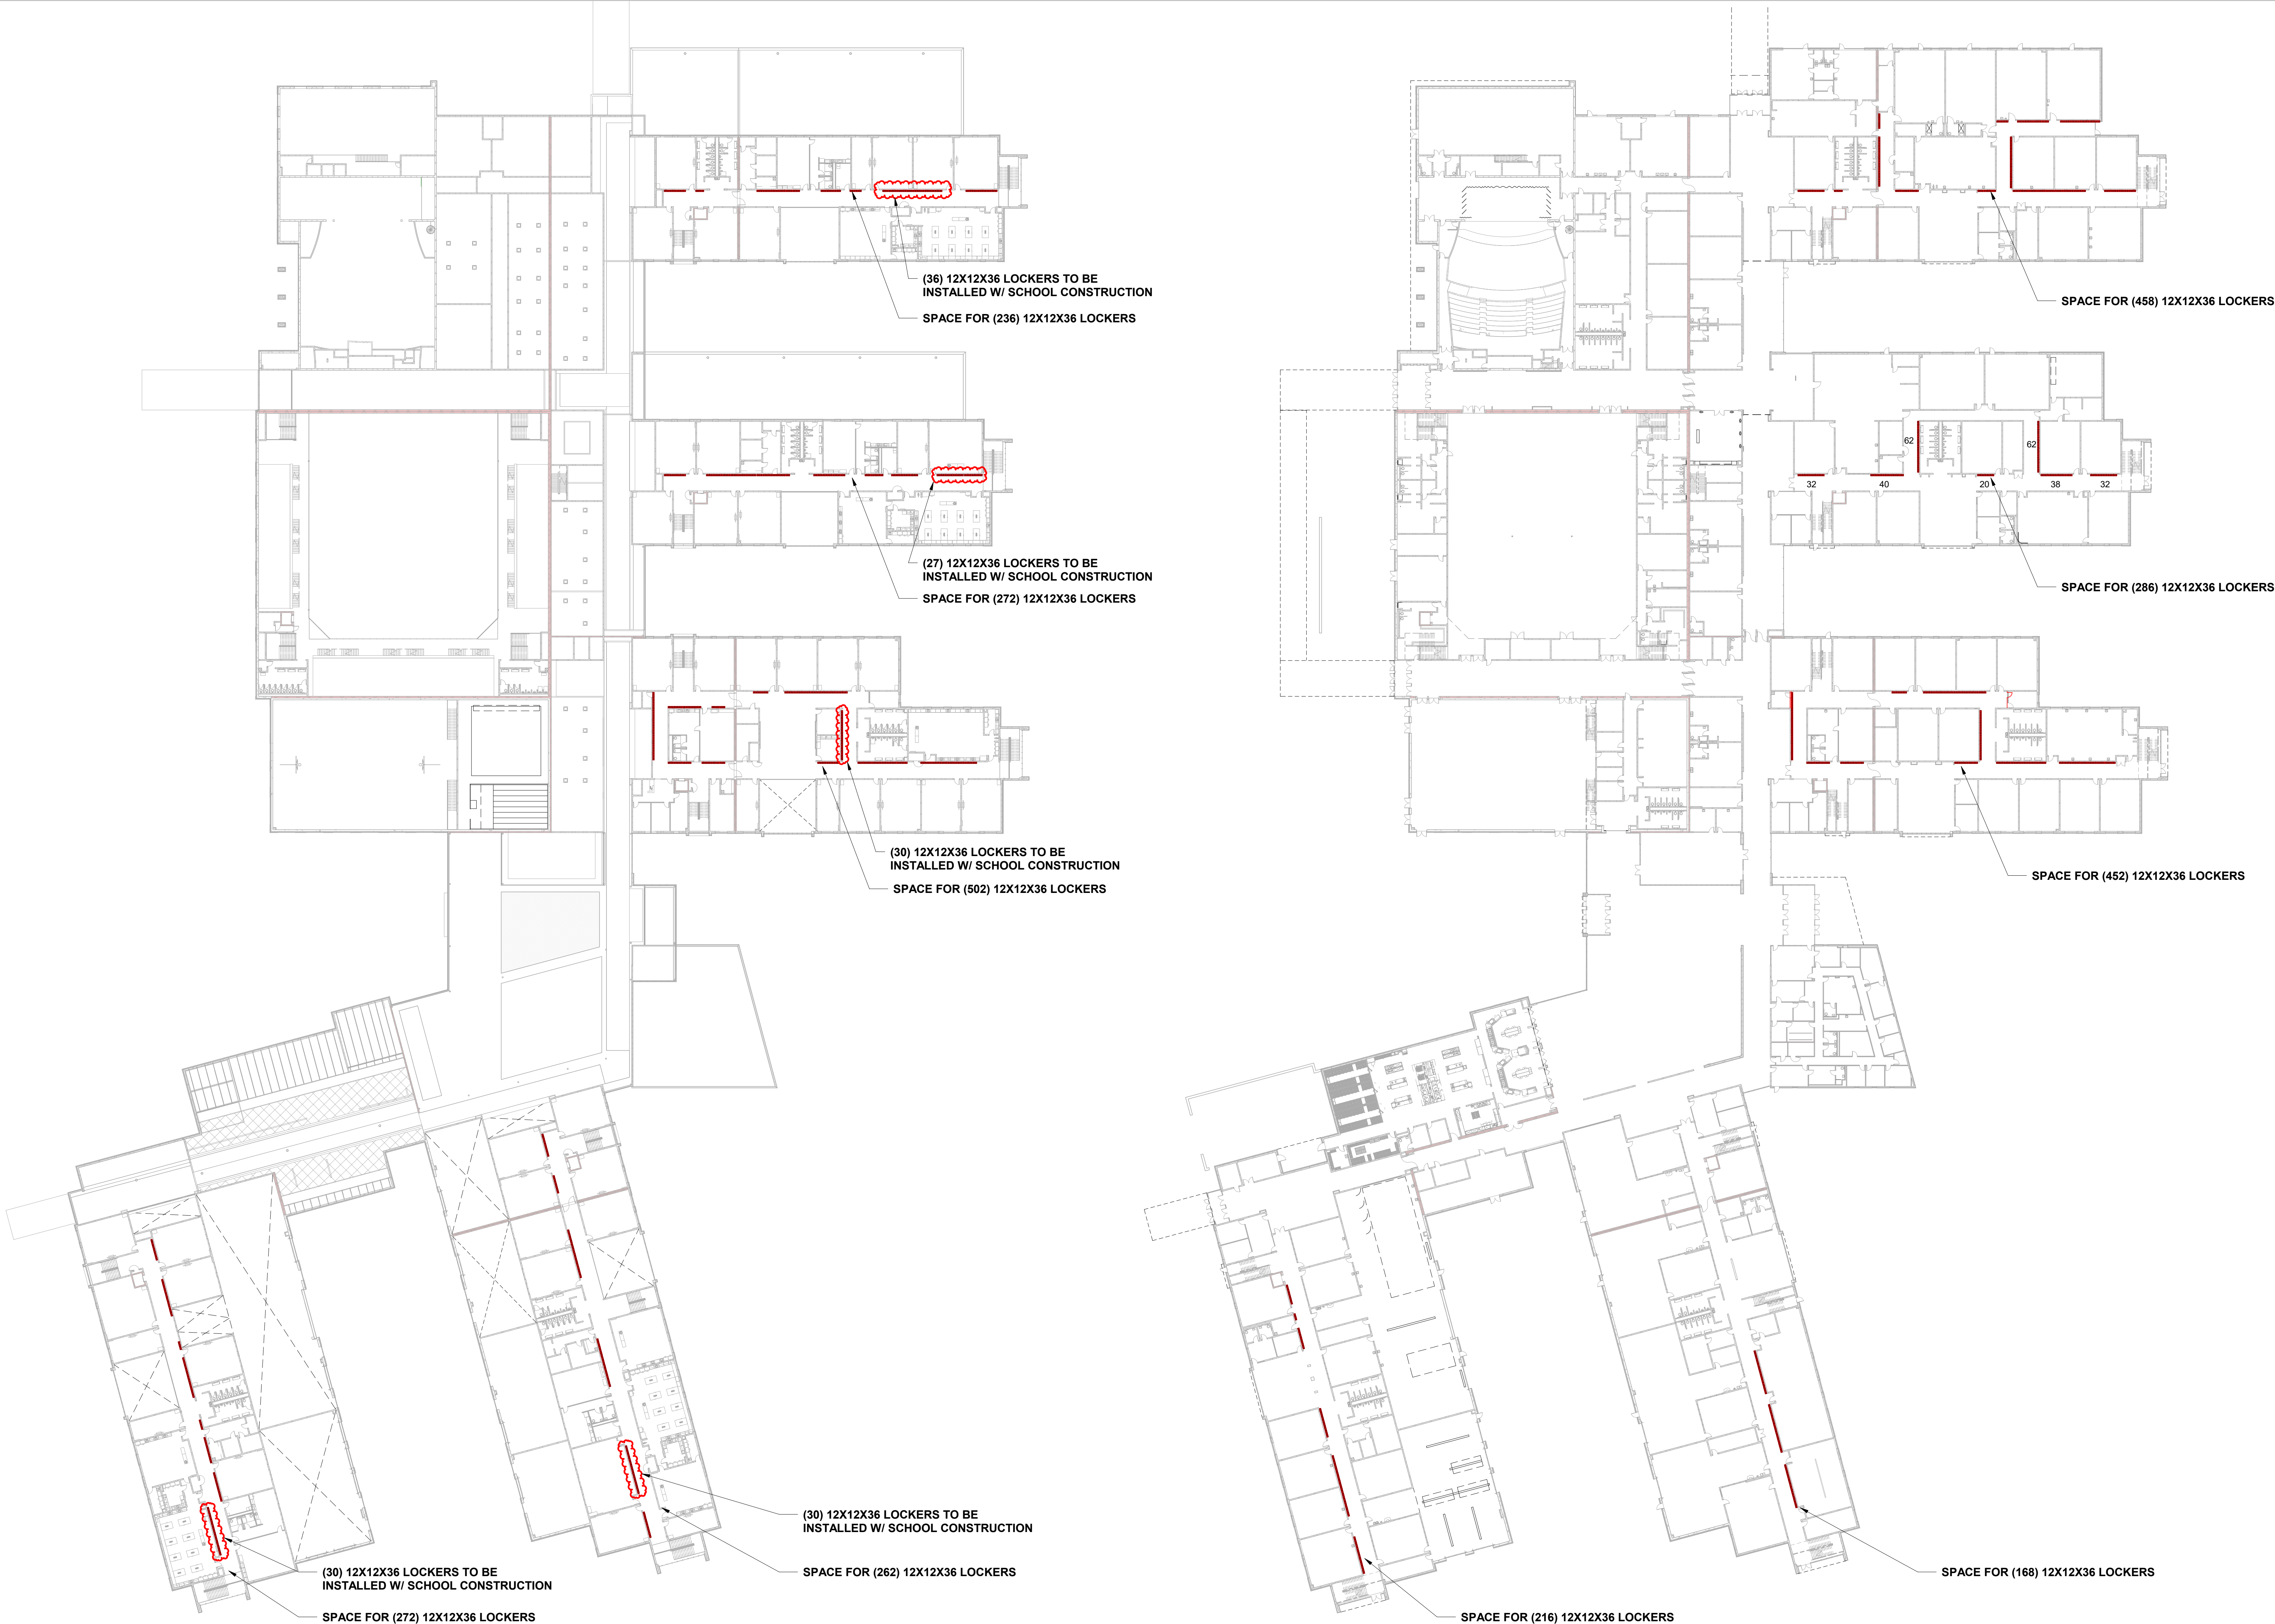 (36) 12X12X36 LOCKERS TO BE
INSTALLED W/ SCHOOL CONSTRUCTION
SPACE FOR (236) 12X12X36 LOCKERS
(27) 12X12X36 LOCKERS TO BE
INSTALLED W/ SCHOOL CONSTRUCTION
SPACE FOR (272) 12X12X36 LOCKERS
(30) 12X12X36 LOCKERS TO BE
INSTALLED W/ SCHOOL CONSTRUCTION
SPACE FOR (502) 12X12X36 LOCKERS
(30) 12X12X36 LOCKERS TO BE
INSTALLED W/ SCHOOL CONSTRUCTION
SPACE FOR (262) 12X12X36 LOCKERS
(30) 12X12X36 LOCKERS TO BE
INSTALLED W/ SCHOOL CONSTRUCTION
SPACE FOR (272) 12X12X36 LOCKERS
SPACE FOR (458) 12X12X36 LOCKERS
62
62
32
40
20
38
32
SPACE FOR (286) 12X12X36 LOCKERS
SPACE FOR (452) 12X12X36 LOCKERS
SPACE FOR (168) 12X12X36 LOCKERS
SPACE FOR (216) 12X12X36 LOCKERS